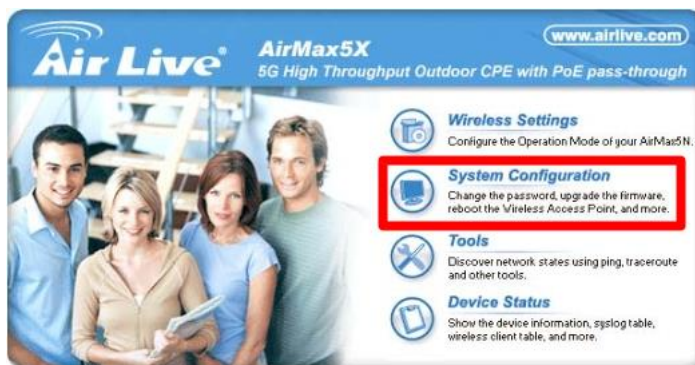 www.airlive.com
Air Live®
AirMax5X
5G High Throughput Outdoor CPE with PoE pass-through
Wireless Settings
Configure the Operation Mode of your AirMax5N.
System Configuration
Change the password, upgrade the firmware,
reboot the Wireless Access Point, and more.
Tools
Discover network states using ping, traceroute
and other tools.
Device Status
Show the device information, syslog table,
wireless client table, and more.